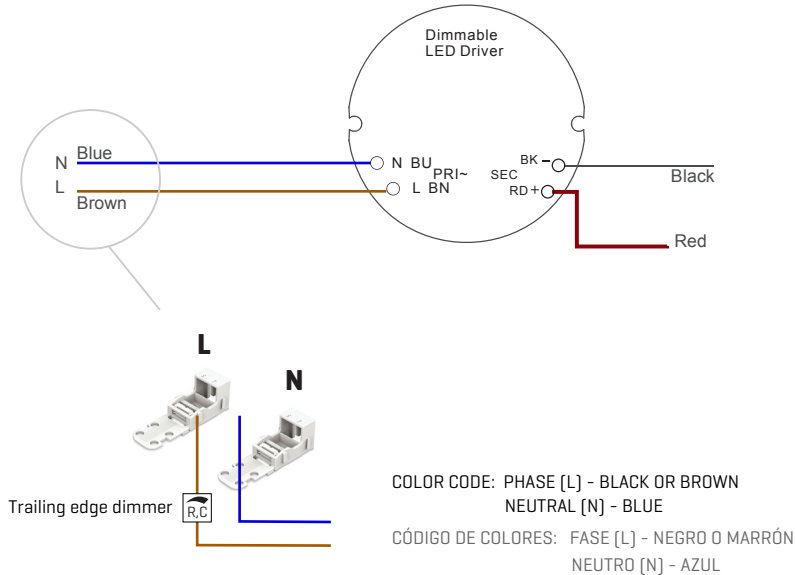 Dimmable
LED Driver
N Blue
L
Brown
N BU
PRI~
L BN
BK -
SEC
RD +
Black
Red
L
N
Trailing edge dimmer
R,C
COLOR CODE: PHASE [L] - BLACK OR BROWN
NEUTRAL [N] - BLUE
CÓDIGO DE COLORES: FASE [L] - NEGRO O MARRÓN
NEUTRO [N] - AZUL